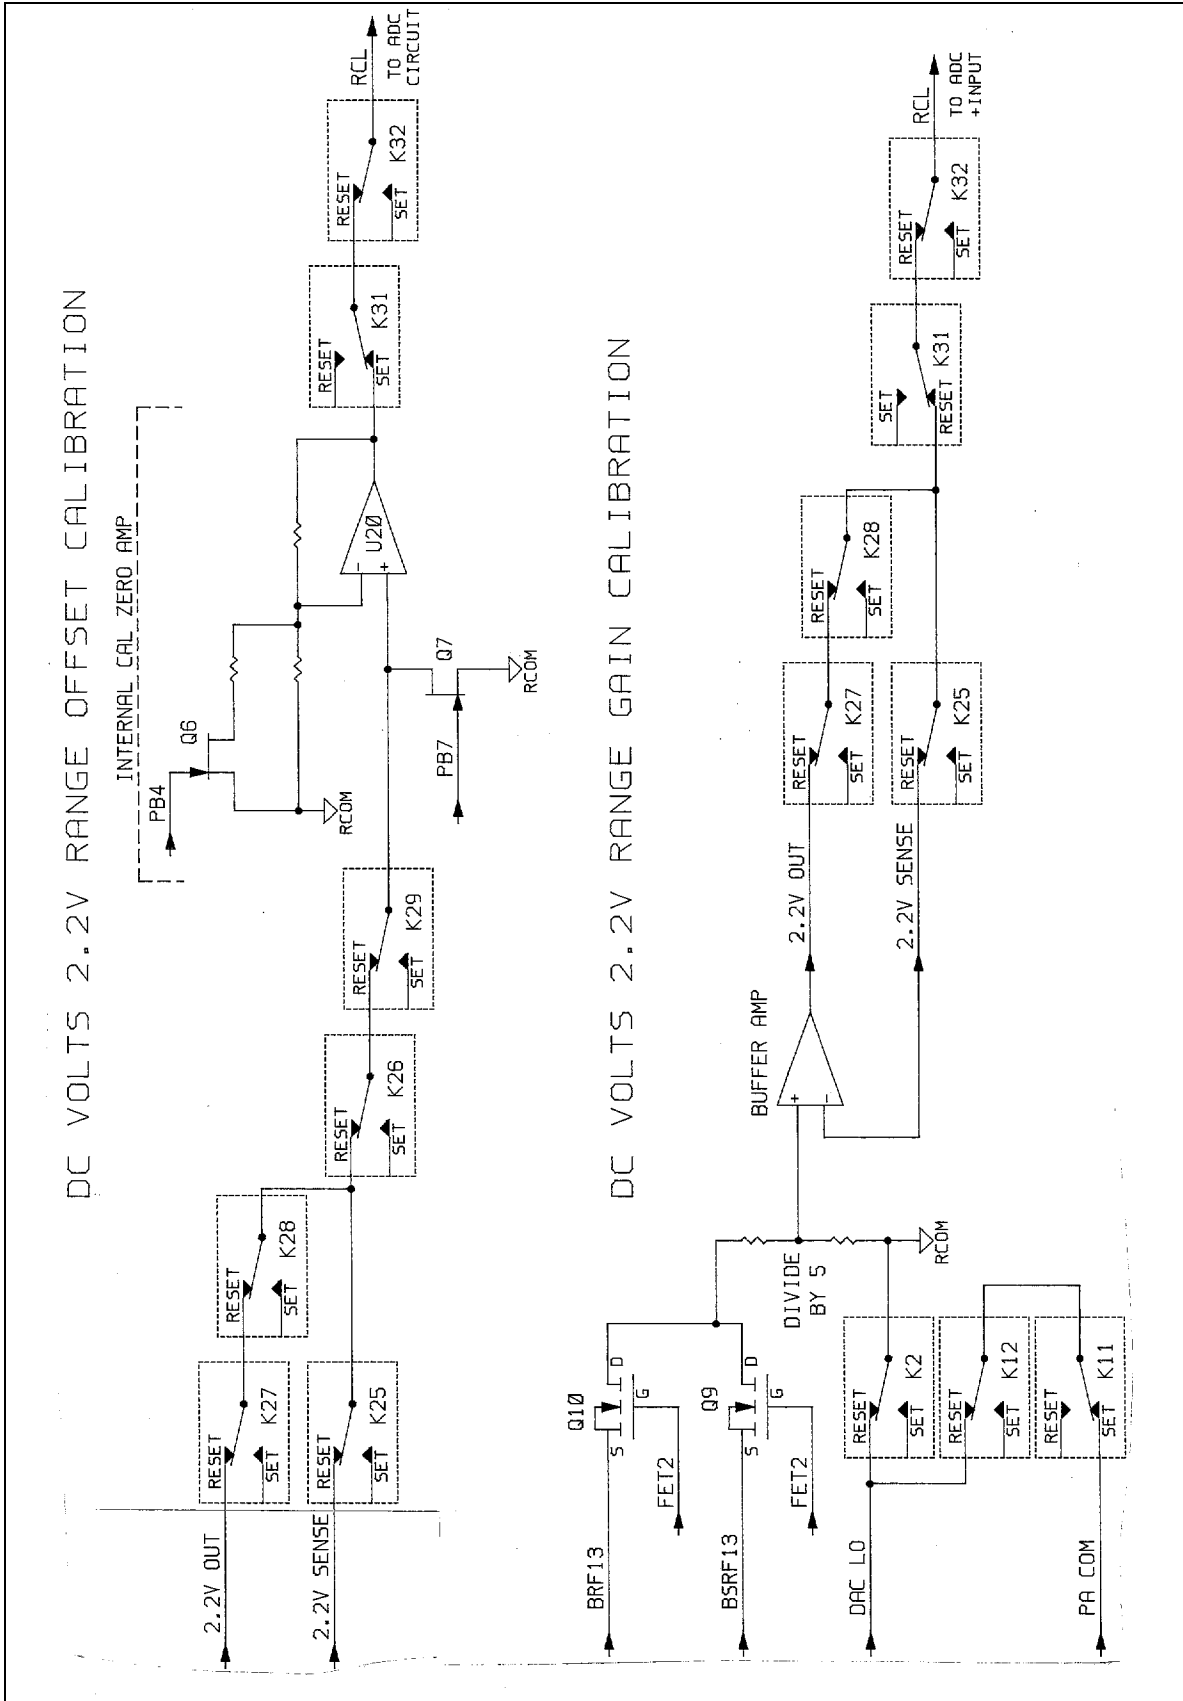 DC VOLTS 2.2V RANGE OFFSET CALIBRATION
INTERNAL CAL ZERO AMP
2.2V OUT
2.2V SENSE
RESET
SET
K27
RESET
SET
K25
RESET
SET
K28
RESET
SET
K26
RESET
SET
K29
PB4
Q6
RCOM
PB7
Q7
RCOM
-
+
U20
RESET
SET
K31
RESET
SET
K32
RCL
TO ADC
CIRCUIT
DC VOLTS 2.2V RANGE GAIN CALIBRATION
BRF13
Q10
S
D
G
FET2
BSRF13
Q9
S
D
G
FET2
DAC LO
PA COM
RESET
SET
K2
RESET
SET
K12
RESET
SET
K11
DIVIDE
BY 5
RCOM
BUFFER AMP
+
-
2.2V OUT
2.2V SENSE
RESET
SET
K27
RESET
SET
K25
RESET
SET
K28
SET
RESET
K31
RESET
SET
K32
RCL
TO ADC
+INPUT